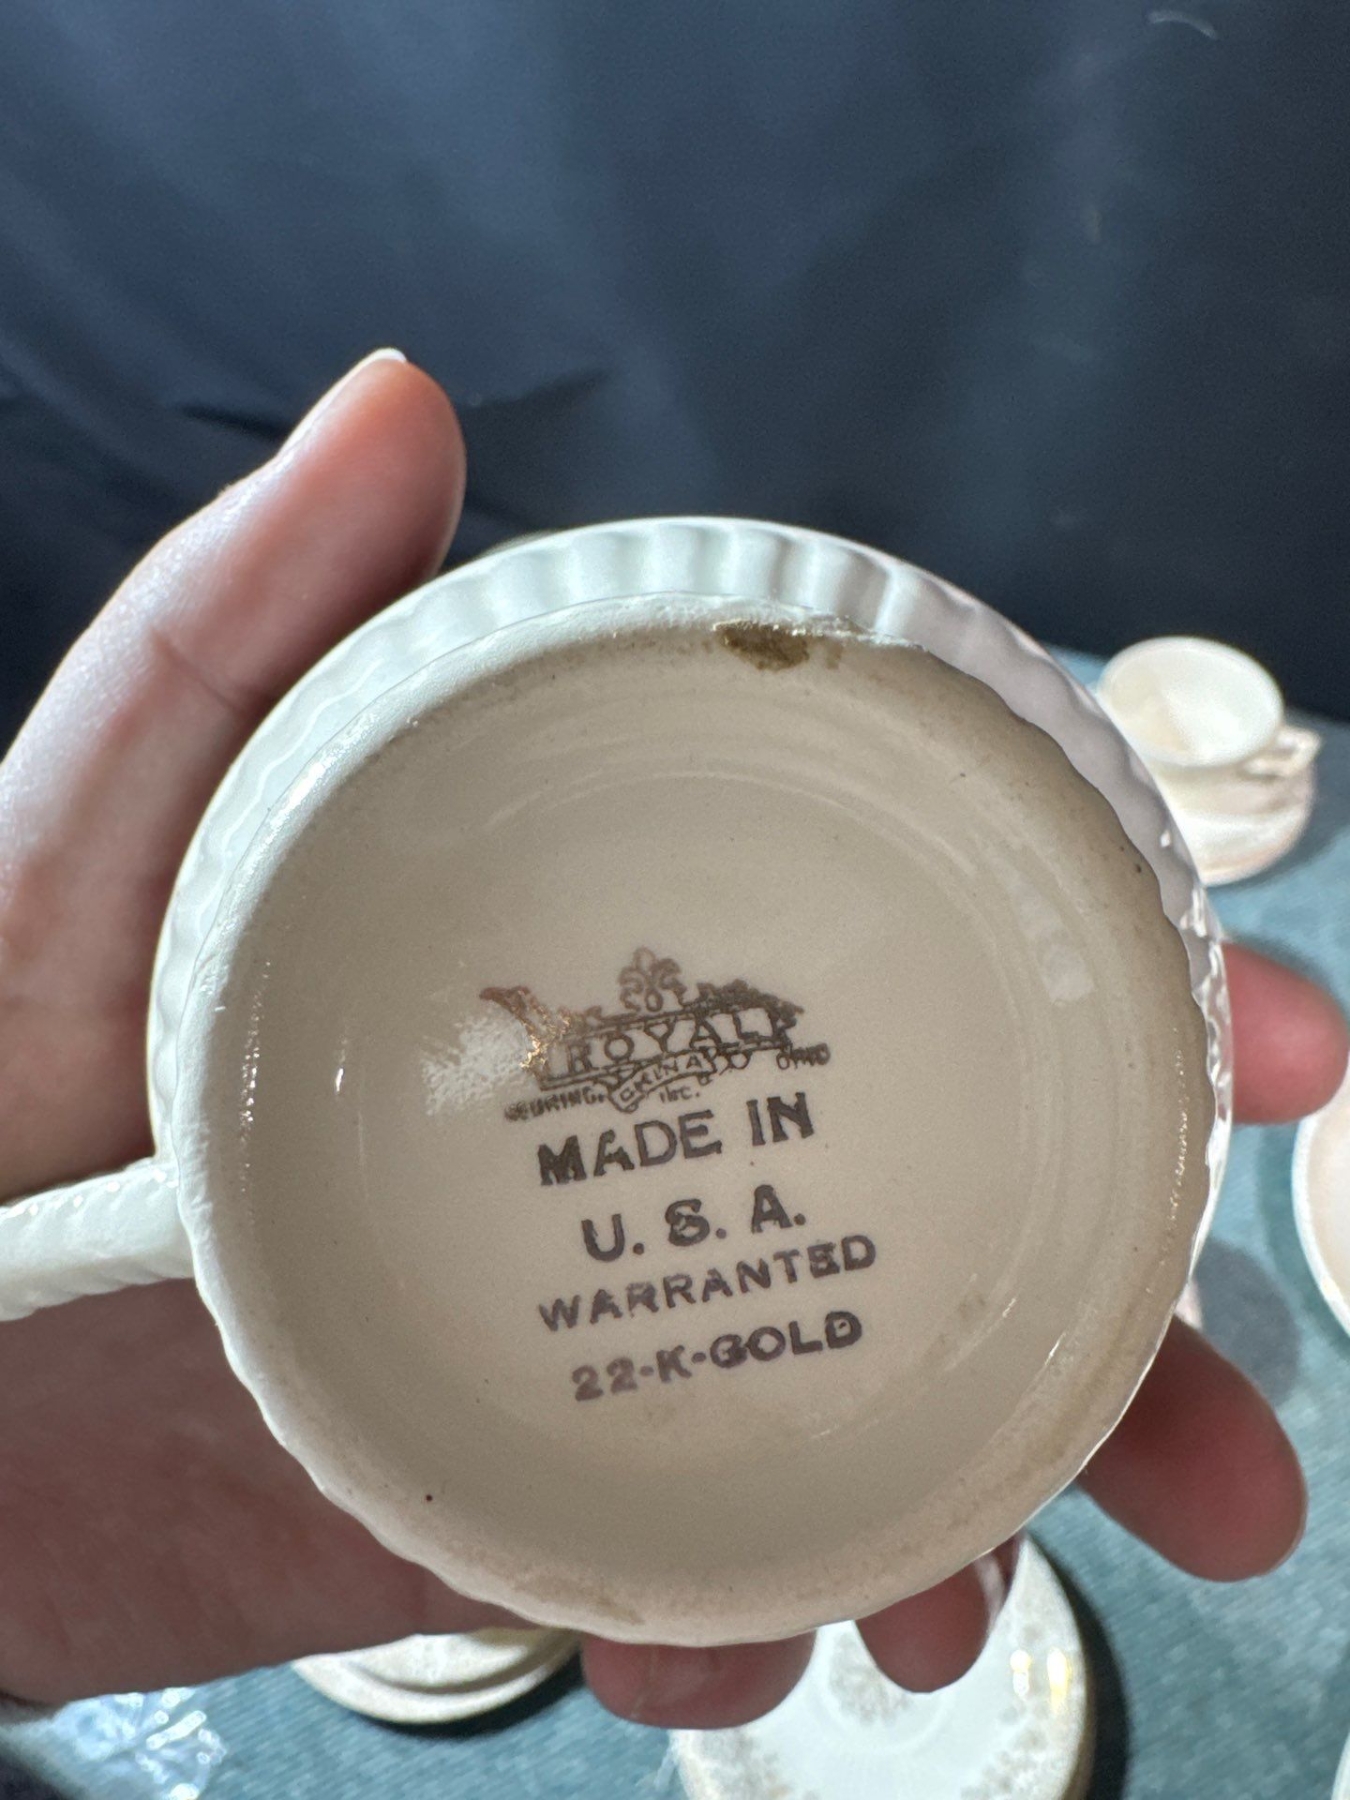 ROYAL
CHINA
SEBRING, INC. OHIO
MADE IN
U. S. A.
WARRANTED
22-K-GOLD